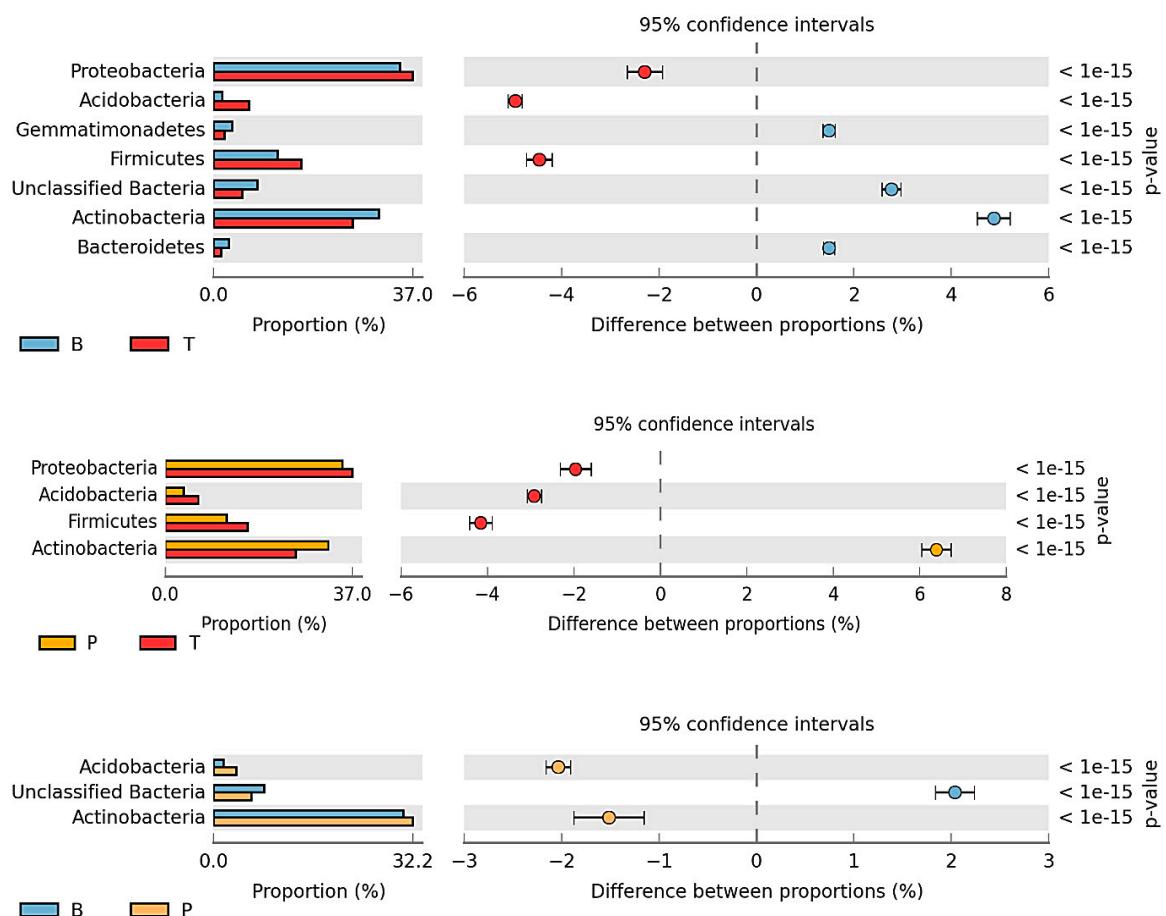 95% confidence intervals
Proteobacteria < 1e-15
Acidobacteria < 1e-15
Gemmatimonadetes < 1e-15
Firmicutes < 1e-15
Unclassified Bacteria < 1e-15
Actinobacteria < 1e-15
Bacteroidetes < 1e-15
p-value
0.0 37.0 −6 −4 −2 0 2 4 6
Proportion (%) Difference between proportions (%)
B T
95% confidence intervals
Proteobacteria < 1e-15
Acidobacteria < 1e-15
Firmicutes < 1e-15
Actinobacteria < 1e-15
p-value
0.0 37.0 −6 −4 −2 0 2 4 6 8
Proportion (%) Difference between proportions (%)
P T
95% confidence intervals
Acidobacteria < 1e-15
Unclassified Bacteria < 1e-15
Actinobacteria < 1e-15
p-value
0.0 32.2 −3 −2 −1 0 1 2 3
Proportion (%) Difference between proportions (%)
B P